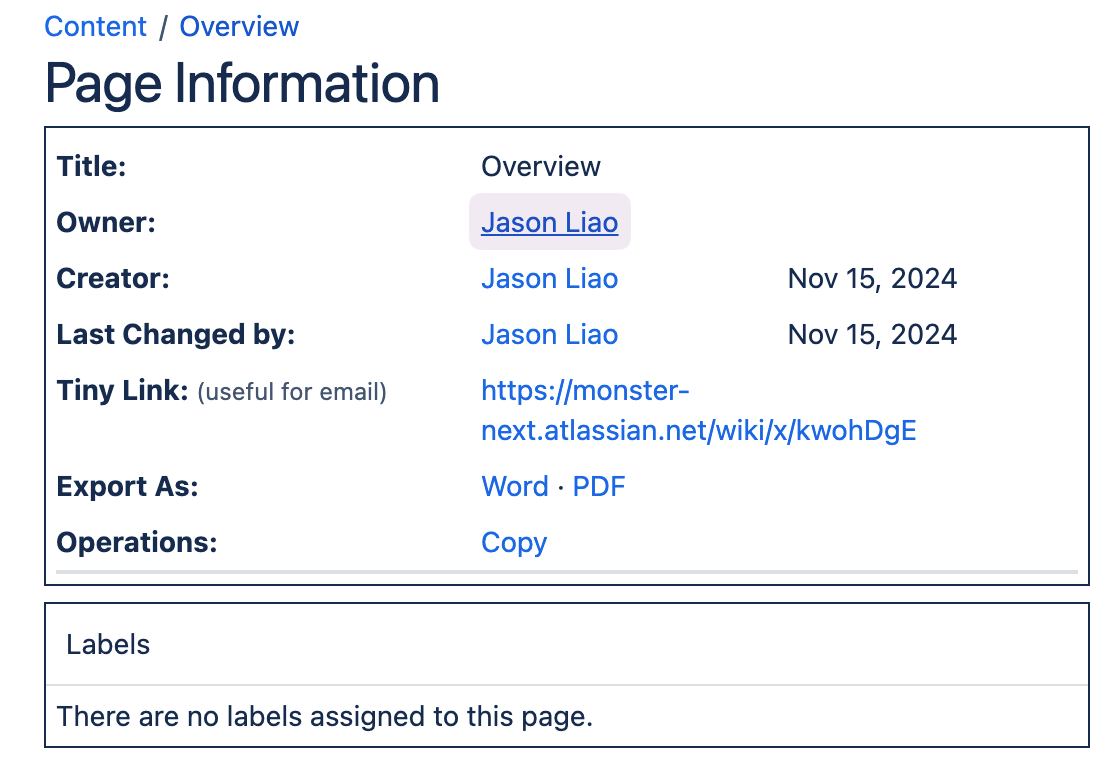 Content / Overview
Page Information
Title: Overview
Owner: Jason Liao
Creator: Jason Liao Nov 15, 2024
Last Changed by: Jason Liao Nov 15, 2024
Tiny Link: (useful for email) https://monster-
next.atlassian.net/wiki/x/kwohDgE
Export As: Word · PDF
Operations: Copy
Labels
There are no labels assigned to this page.